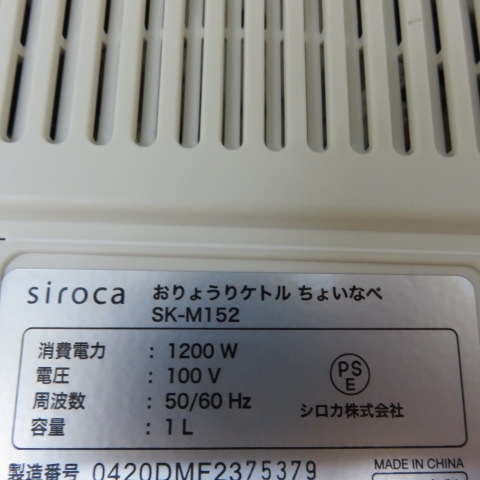 siroca おりょうりケトル ちょいなべ
SK-M152
消費電力 : 1200 W
電圧 : 100 V
周波数 : 50/60 Hz
容量 : 1 L
PS
E
シロカ株式会社
製造番号 0420DMF2375379
MADE IN CHINA